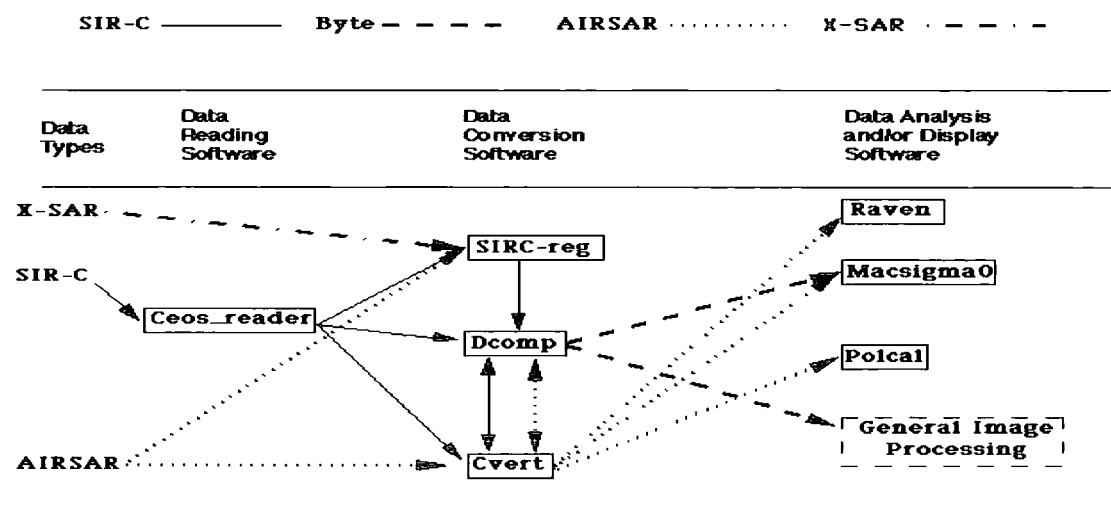 SIR-C Byte AIRSAR X-SAR
Data Types
Data Reading Software
Data Conversion Software
Data Analysis and/or Display Software
X-SAR
SIR-C
AIRSAR
Ceos_reader
SIRC-reg
Dcomp
Cvert
Raven
Macsigma0
Polcal
General Image
Processing